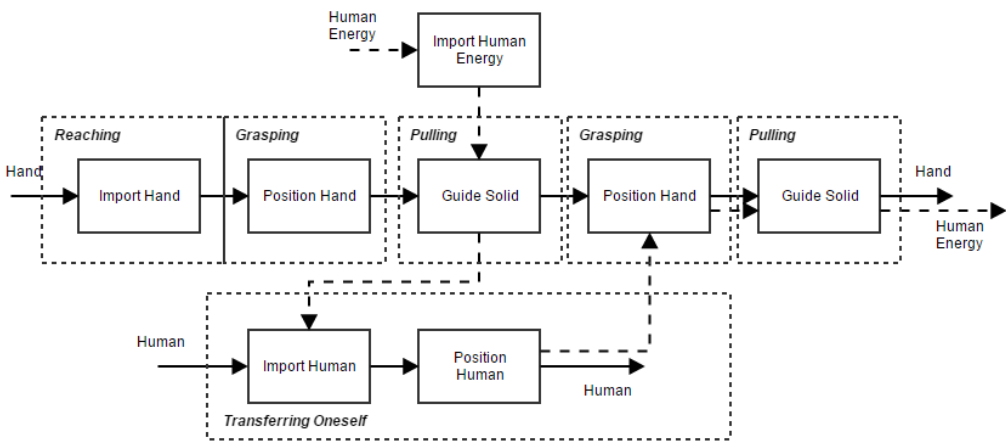 Human
Energy
Import Human
Energy
Reaching
Grasping
Pulling
Grasping
Pulling
Hand
Import Hand
Position Hand
Guide Solid
Position Hand
Guide Solid
Hand
Human
Energy
Human
Import Human
Position
Human
Human
Transferring Oneself